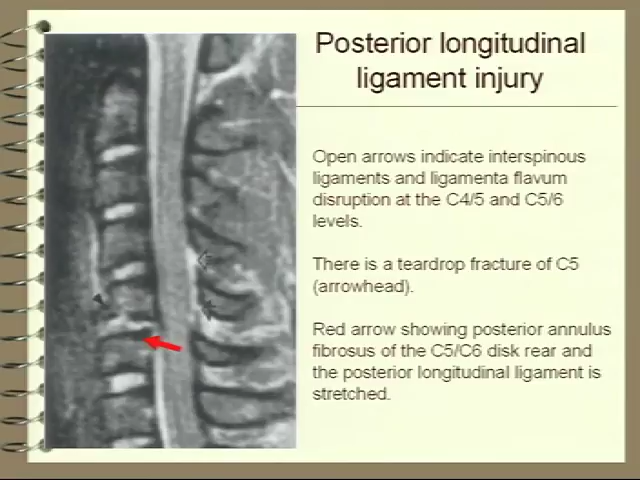 Posterior longitudinal
ligament injury
Open arrows indicate interspinous
ligaments and ligamenta flavum
disruption at the C4/5 and C5/6
levels.
There is a teardrop fracture of C5
(arrowhead).
Red arrow showing posterior annulus
fibrosus of the C5/C6 disk rear and
the posterior longitudinal ligament is
stretched.